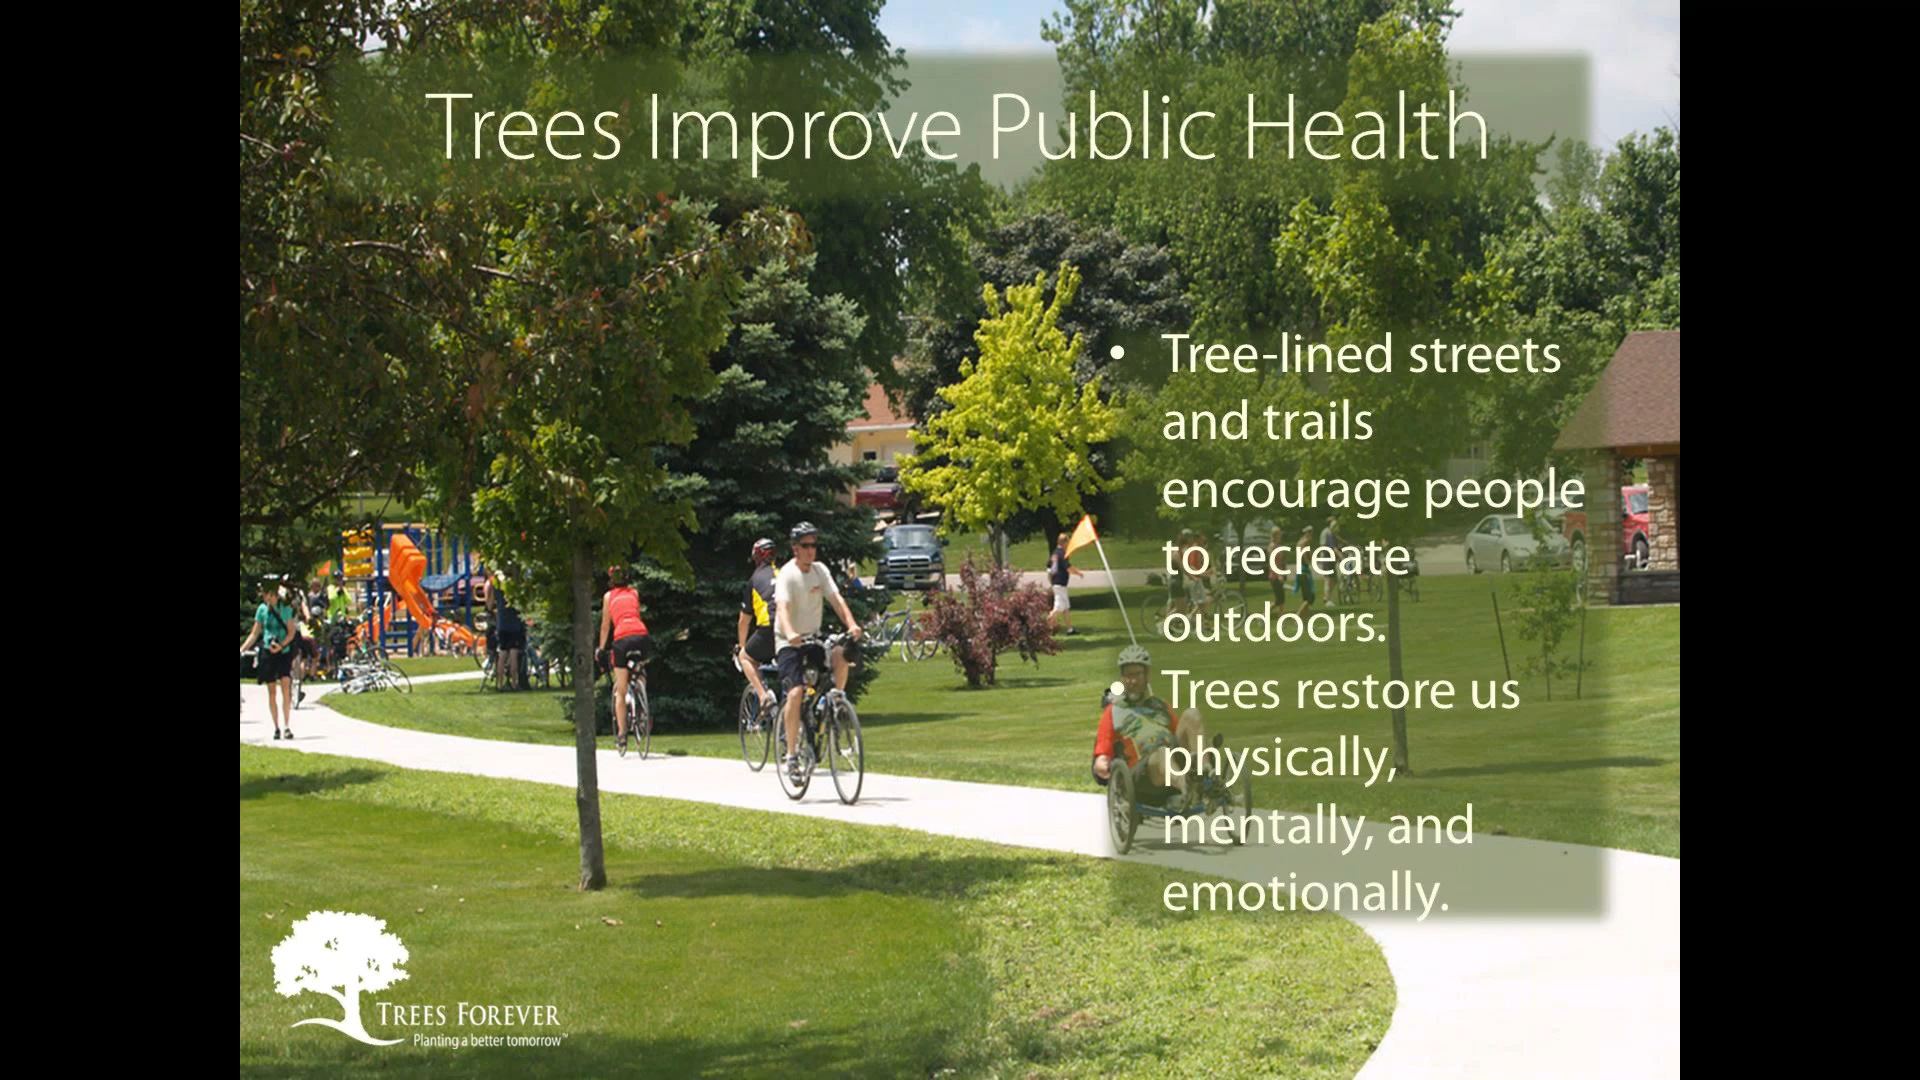 Trees Improve Public Health
• Tree-lined streets
and trails
encourage people
to recreate
outdoors.
• Trees restore us
physically,
mentally, and
emotionally.
TREES FOREVER
Planting a better tomorrow™